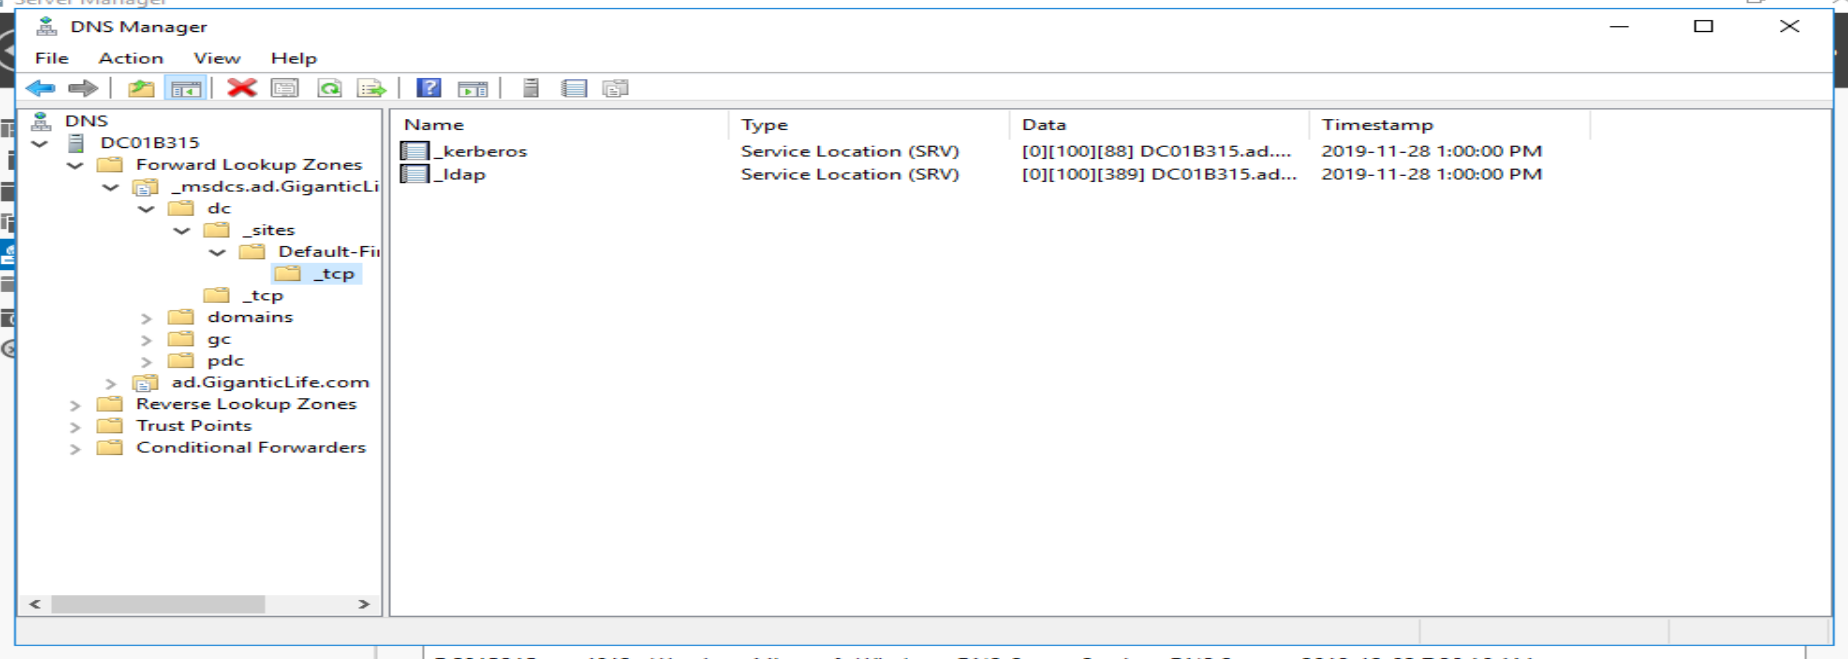 Server Manager
DNS Manager
File Action View Help
DNS
DC01B315
Forward Lookup Zones
_msdcs.ad.GiganticLi
dc
_sites
Default-Fir
_tcp
_tcp
domains
gc
pdc
ad.GiganticLife.com
Reverse Lookup Zones
Trust Points
Conditional Forwarders
Name Type Data Timestamp
_kerberos Service Location (SRV) [0][100][88] DC01B315.ad.... 2019-11-28 1:00:00 PM
_ldap Service Location (SRV) [0][100][389] DC01B315.ad... 2019-11-28 1:00:00 PM